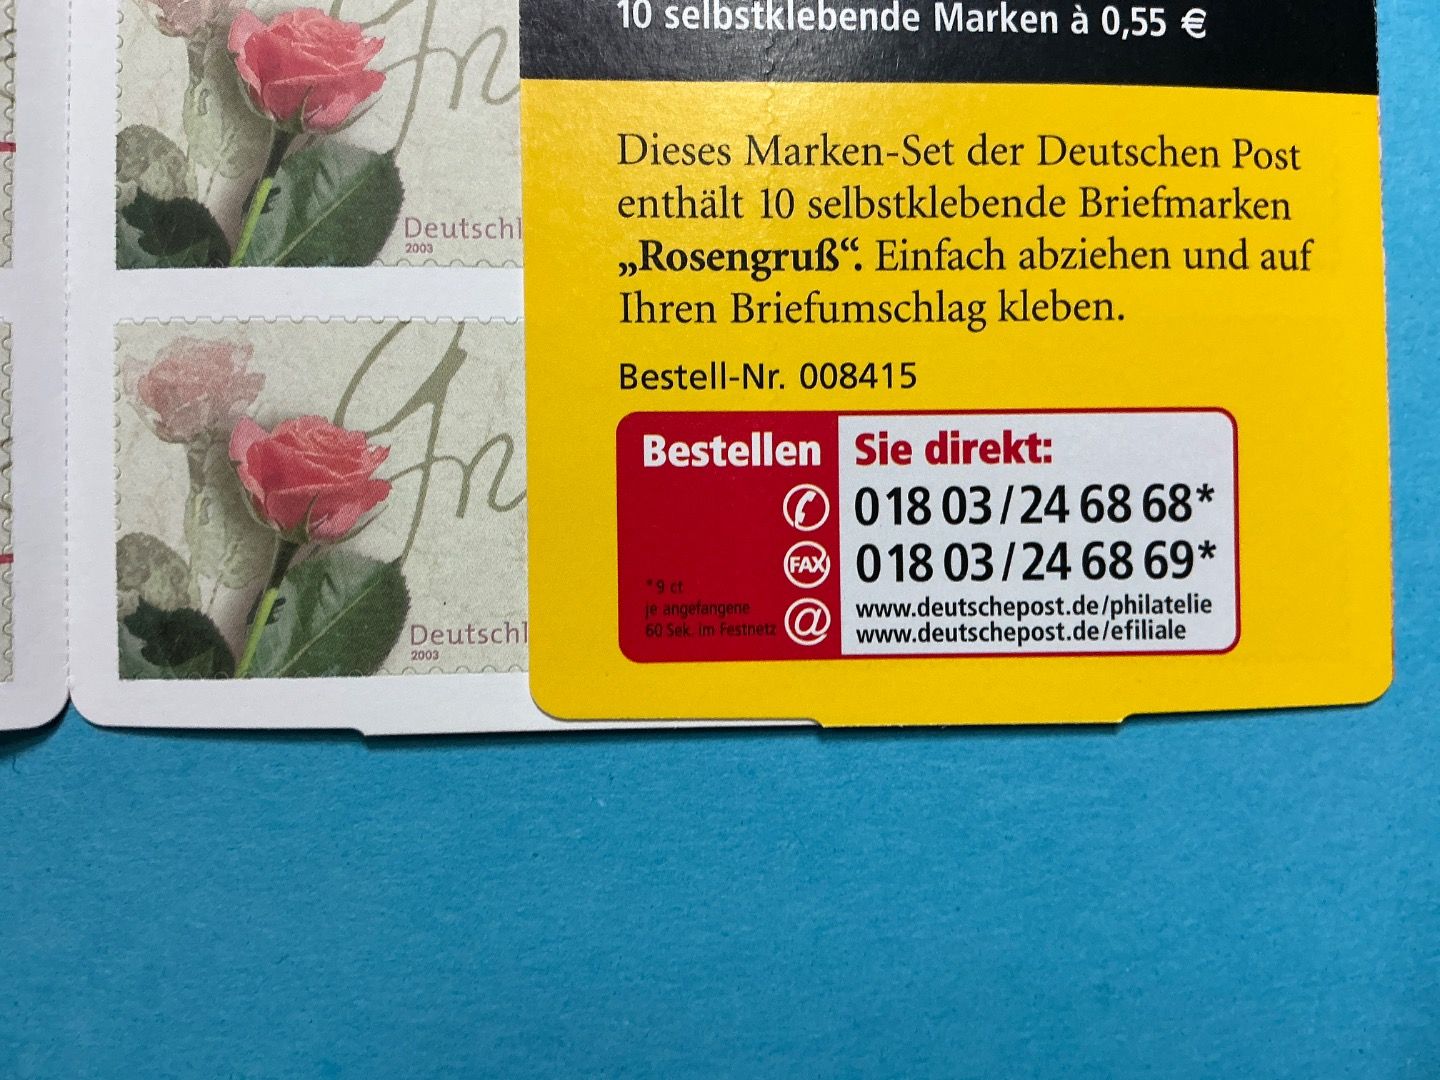 10 selbstklebende Marken à 0,55 €
Dieses Marken-Set der Deutschen Post
enthält 10 selbstklebende Briefmarken
„Rosengruß“. Einfach abziehen und auf
Ihren Briefumschlag kleben.
Bestell-Nr. 008415
Bestellen Sie direkt:
018 03/24 68 68*
FAX 018 03/24 68 69*
*9 ct
je angefangene
60 Sek. im Festnetz
@ www.deutschepost.de/philatelie
www.deutschepost.de/efiliale
Deutschl
2003
Deutschl
2003